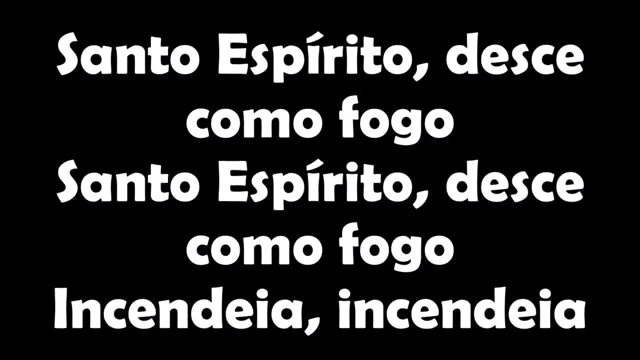 Santo Espírito, desce
como fogo
Santo Espírito, desce
como fogo
Incendeia, incendeia